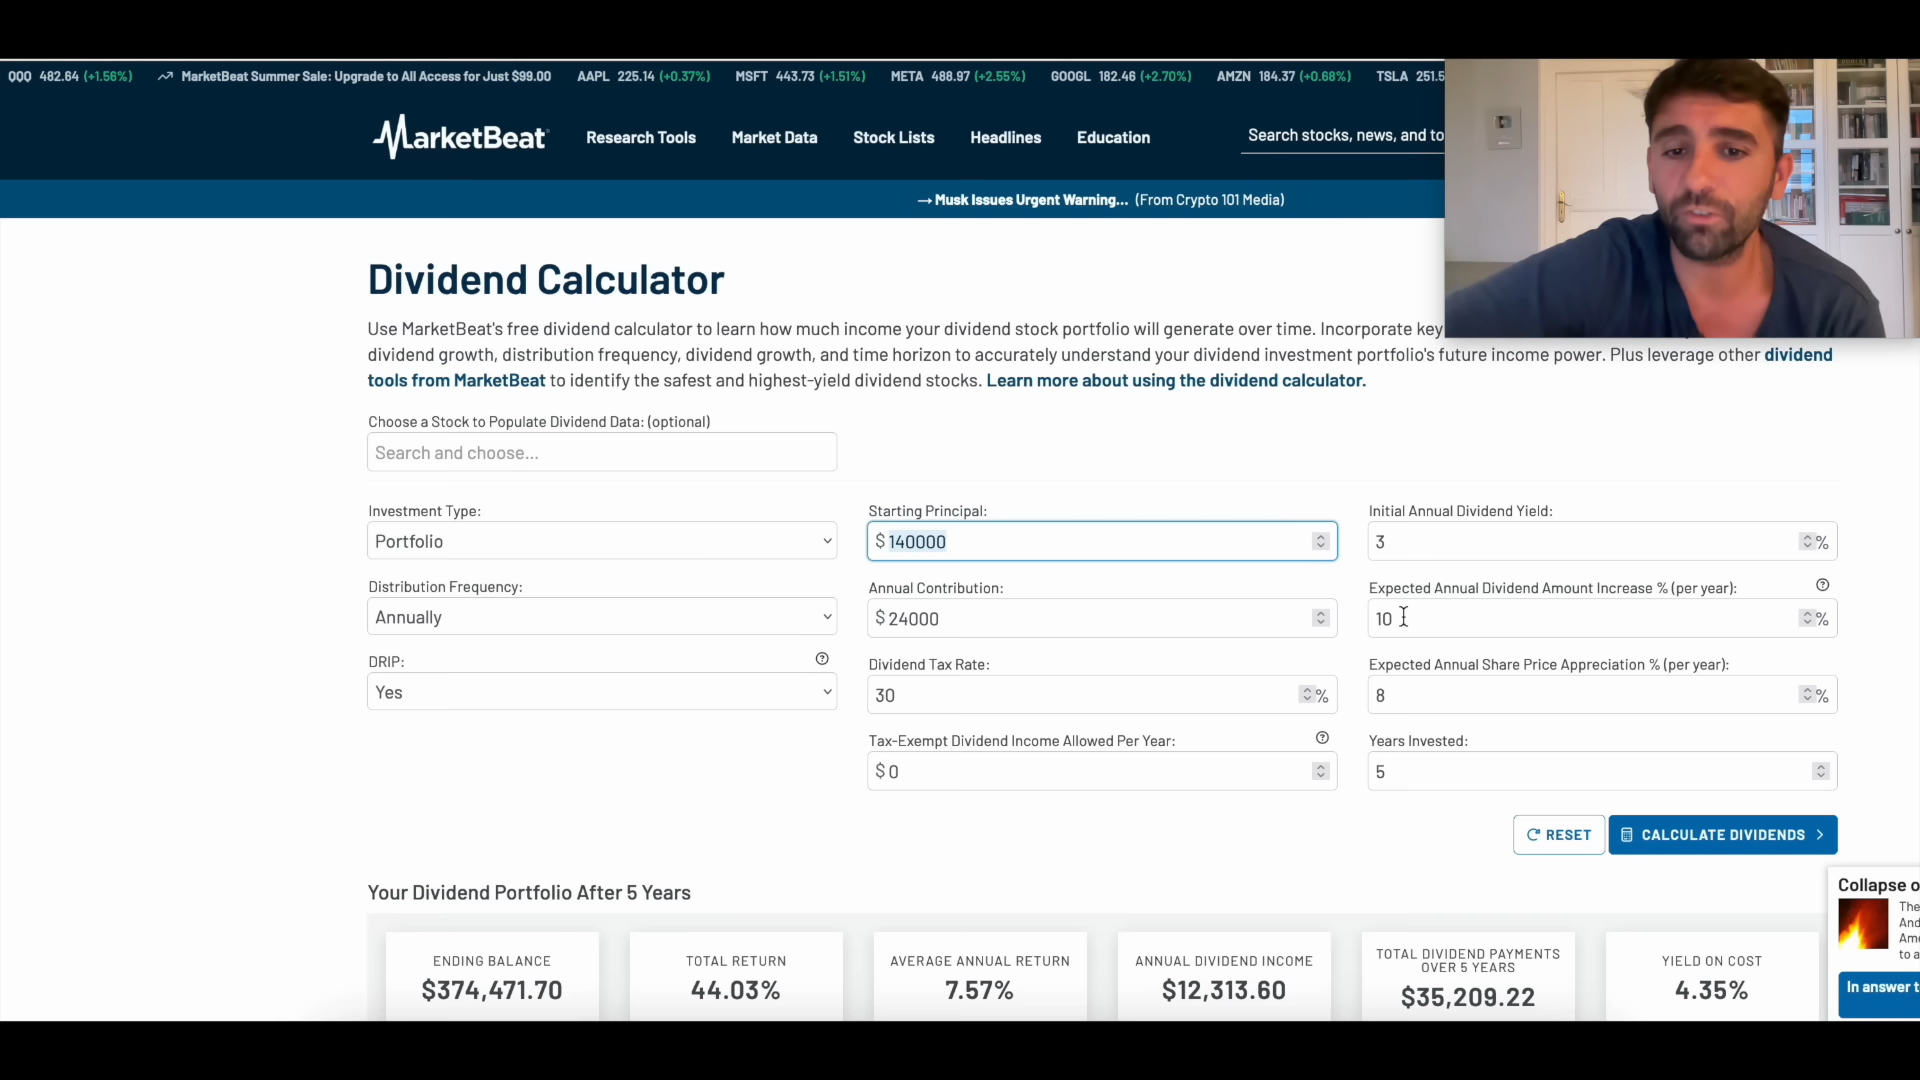 QQQ 482.64 (+1.56%) MarketBeat Summer Sale: Upgrade to All Access for Just $99.00 AAPL 225.14 (+0.37%) MSFT 443.73 (+1.51%) META 488.97 (+2.55%) GOOGL 182.46 (+2.70%) AMZN 184.37 (+0.68%) TSLA 251.5
MarketBeat Research Tools Market Data Stock Lists Headlines Education Search stocks, news, and to
→ Musk Issues Urgent Warning... (From Crypto 101 Media)
Dividend Calculator
Use MarketBeat's free dividend calculator to learn how much income your dividend stock portfolio will generate over time. Incorporate key
dividend growth, distribution frequency, dividend growth, and time horizon to accurately understand your dividend investment portfolio's future income power. Plus leverage other dividend
tools from MarketBeat to identify the safest and highest-yield dividend stocks. Learn more about using the dividend calculator.
Choose a Stock to Populate Dividend Data: (optional)
Search and choose...
Investment Type:
Portfolio
Distribution Frequency:
Annually
DRIP:
Yes
Starting Principal:
$ 140000
Annual Contribution:
$ 24000
Dividend Tax Rate:
30 %
Tax-Exempt Dividend Income Allowed Per Year:
$ 0
Initial Annual Dividend Yield:
3 %
Expected Annual Dividend Amount Increase % (per year):
10 %
Expected Annual Share Price Appreciation % (per year):
8 %
Years Invested:
5
RESET CALCULATE DIVIDENDS
Your Dividend Portfolio After 5 Years
ENDING BALANCE
$374,471.70
TOTAL RETURN
44.03%
AVERAGE ANNUAL RETURN
7.57%
ANNUAL DIVIDEND INCOME
$12,313.60
TOTAL DIVIDEND PAYMENTS
OVER 5 YEARS
$35,209.22
YIELD ON COST
4.35%
Collapse o
The
And
Ame
to a
In answer t